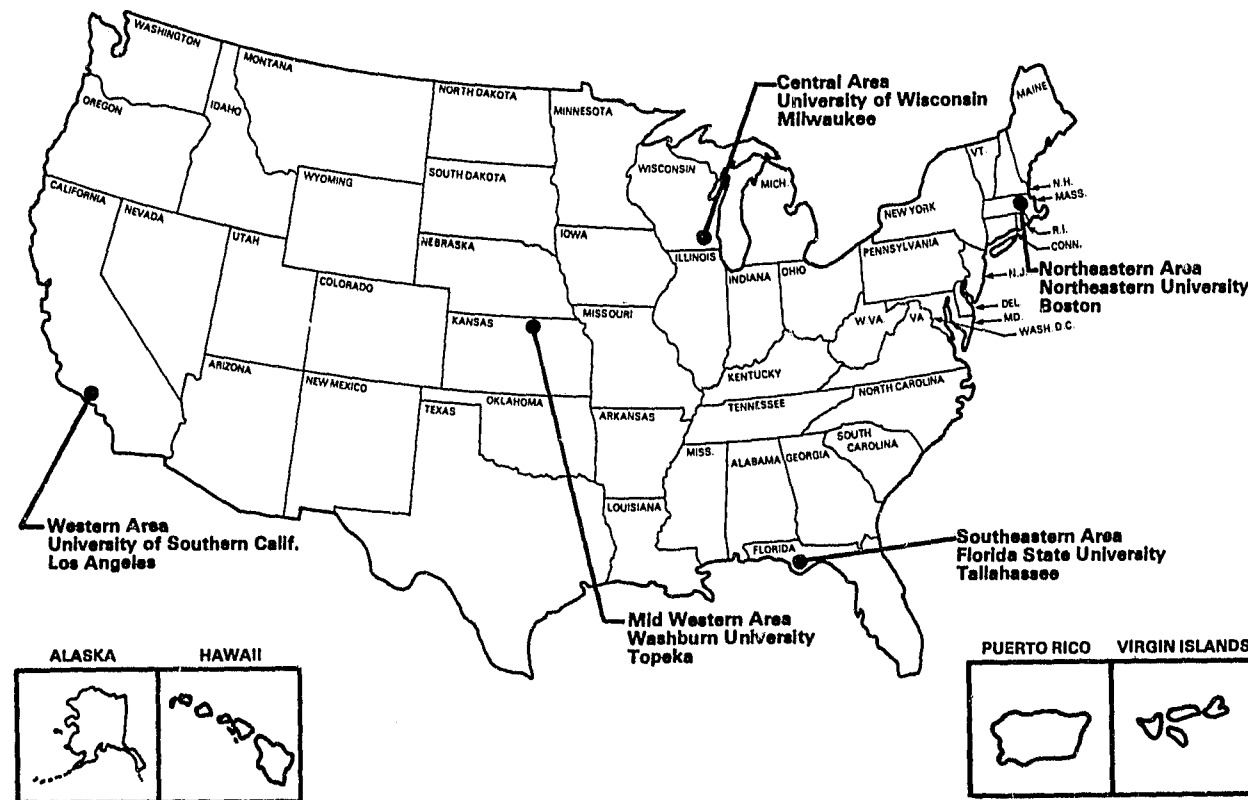 WASHINGTON
MONTANA
NORTH DAKOTA
MINNESOTA
Central Area
University of Wisconsin
Milwaukee
MAINE
OREGON
IDAHO
VT.
WISCONSIN
MICH.
SOUTH DAKOTA
WYOMING
CALIFORNIA
NEVADA
N.H.
MASS.
NEW YORK
R.I.
CONN.
UTAH
NEBRASKA
IOWA
ILLINOIS
PENNSYLVANIA
INDIANA
OHIO
N.J.
Northeastern Area
Northeastern University
Boston
COLORADO
KANSAS
MISSOURI
W.VA.
VA.
DEL
MD.
WASH. D.C.
ARIZONA
NEW MEXICO
KENTUCKY
NORTH CAROLINA
TEXAS
OKLAHOMA
ARKANSAS
TENNESSEE
SOUTH
CAROLINA
MISS.
ALABAMA
GEORGIA
LOUISIANA
Western Area
University of Southern Calif.
Los Angeles
FLORIDA
Southeastern Area
Florida State University
Tallahassee
Mid Western Area
Washburn University
Topeka
ALASKA
HAWAII
PUERTO RICO
VIRGIN ISLANDS